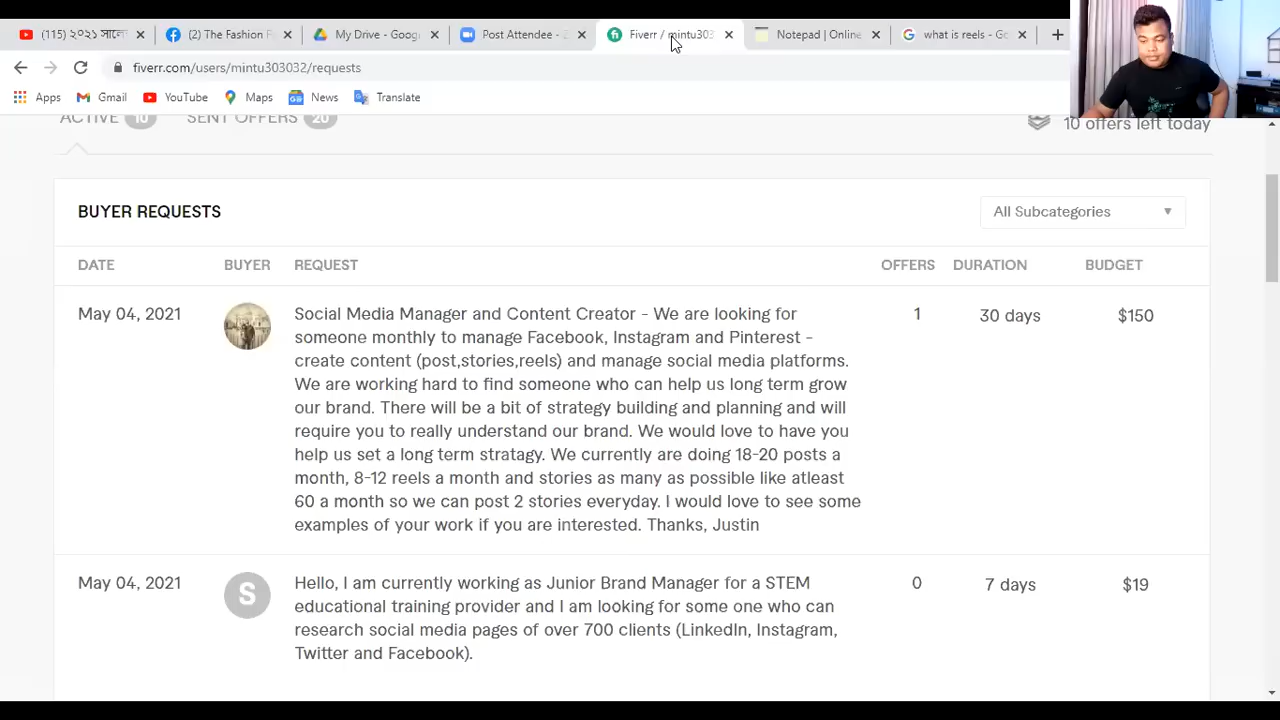 (11টি ২০২১ সালে
(2) The Fashion F
My Drive - Googl
Post Attendee - Z
Fiverr / mintu303
Notepad | Online
what is reels - Go
fiverr.com/users/mintu303032/requests
Apps Gmail YouTube Maps News Translate
ACTIVE 10 SENT OFFERS 20
10 offers left today
BUYER REQUESTS
All Subcategories
DATE BUYER REQUEST OFFERS DURATION BUDGET
May 04, 2021
Social Media Manager and Content Creator - We are looking for
someone monthly to manage Facebook, Instagram and Pinterest -
create content (post,stories,reels) and manage social media platforms.
We are working hard to find someone who can help us long term grow
our brand. There will be a bit of strategy building and planning and will
require you to really understand our brand. We would love to have you
help us set a long term stratagy. We currently are doing 18-20 posts a
month, 8-12 reels a month and stories as many as possible like atleast
60 a month so we can post 2 stories everyday. I would love to see some
examples of your work if you are interested. Thanks, Justin
1 30 days $150
May 04, 2021
S
Hello, I am currently working as Junior Brand Manager for a STEM
educational training provider and I am looking for some one who can
research social media pages of over 700 clients (LinkedIn, Instagram,
Twitter and Facebook).
0 7 days $19